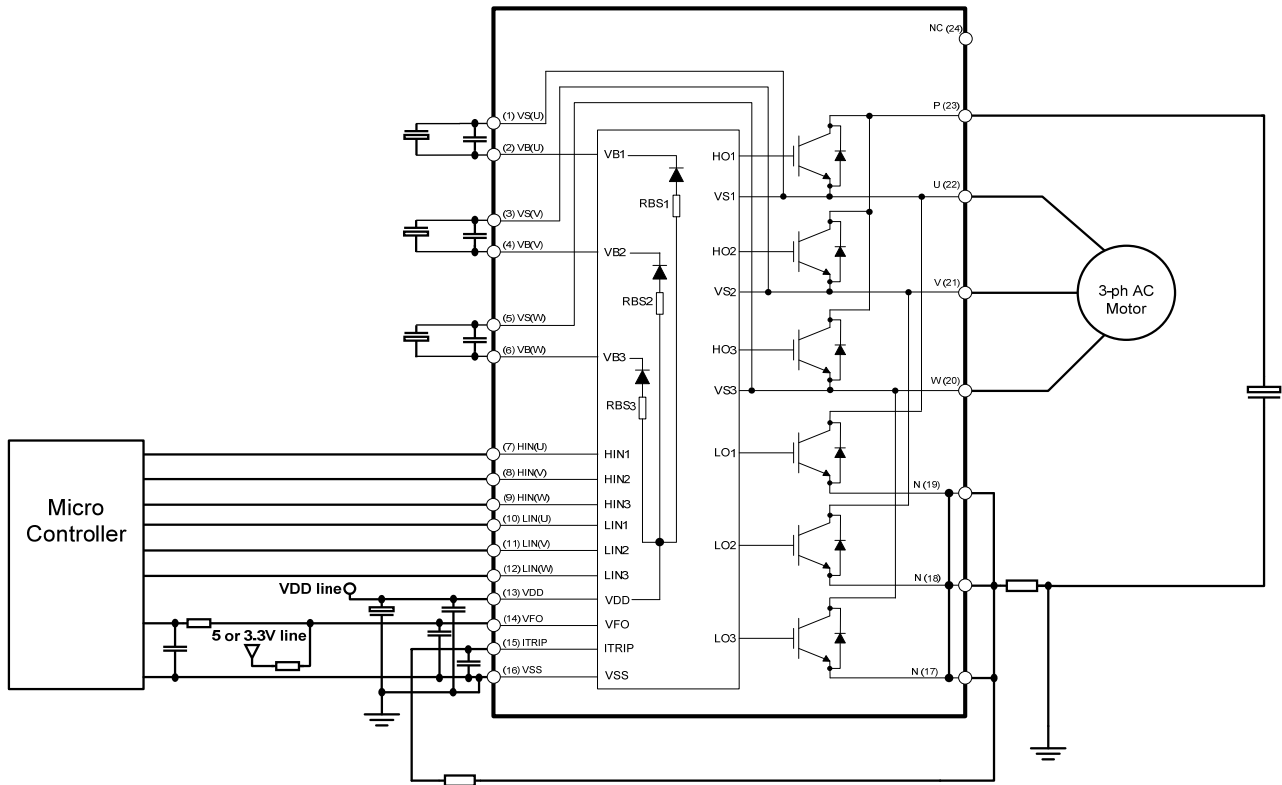 NC (24)
(1) VS(U)
(2) VB(U)
(3) VS(V)
(4) VB(V)
(5) VS(W)
(6) VB(W)
(7) HIN(U)
(8) HIN(V)
(9) HIN(W)
(10) LIN(U)
(11) LIN(V)
(12) LIN(W)
(13) VDD
(14) VFO
(15) ITRIP
(16) VSS
VB1
RBS1
VB2
RBS2
VB3
RBS3
HIN1
HIN2
HIN3
LIN1
LIN2
LIN3
VDD
VFO
ITRIP
VSS
HO1
VS1
HO2
VS2
HO3
VS3
LO1
LO2
LO3
P (23)
U (22)
V (21)
W (20)
N (19)
N (18)
N (17)
3-ph AC
Motor
Micro
Controller
VDD line
5 or 3.3V line